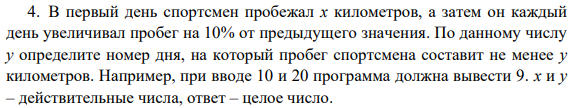 4. В первый день спортсмен пробежал x километров, а затем он каждый
день увеличивал пробег на 10% от предыдущего значения. По данному числу
y определите номер дня, на который пробег спортсмена составит не менее y
километров. Например, при вводе 10 и 20 программа должна вывести 9. x и y
– действительные числа, ответ – целое число.